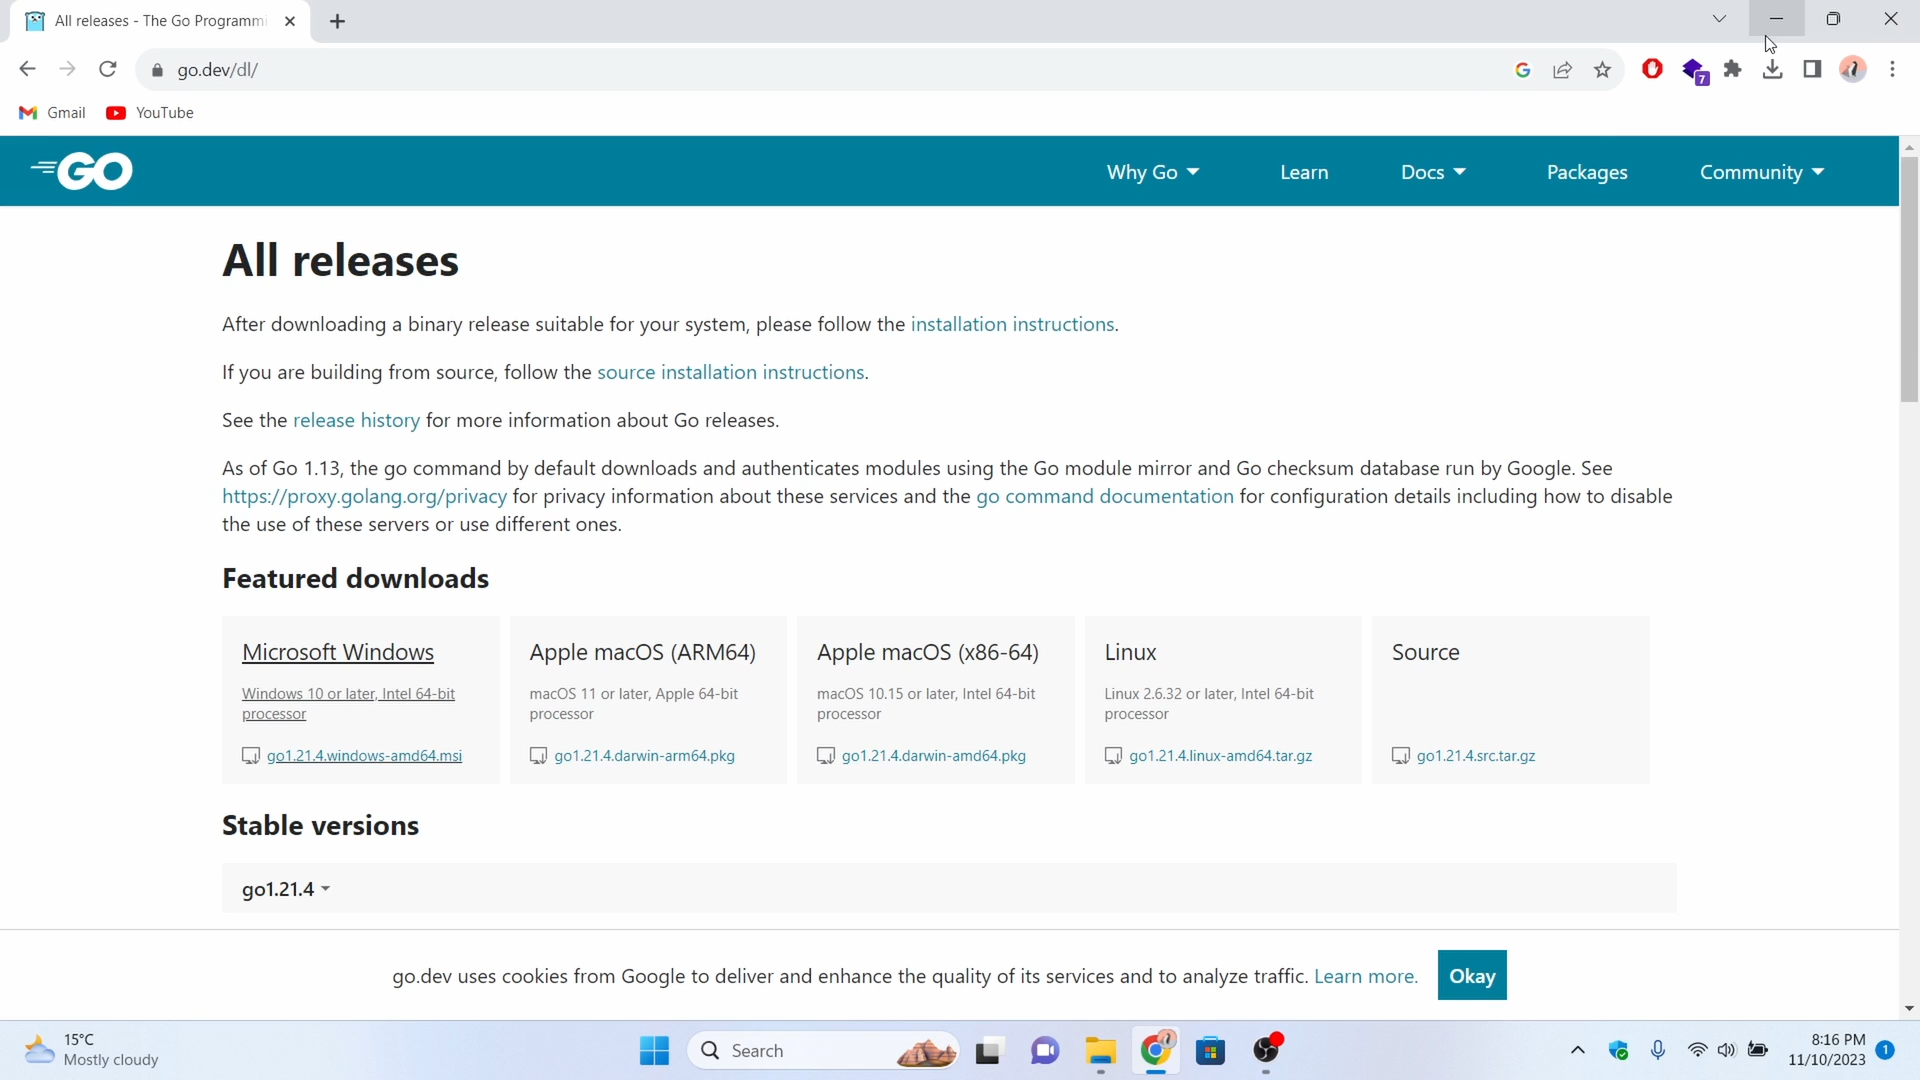 All releases - The Go Programmi
go.dev/dl/
7
Gmail
YouTube
GO
Why Go
Learn
Docs
Packages
Community
All releases
After downloading a binary release suitable for your system, please follow the installation instructions.
If you are building from source, follow the source installation instructions.
See the release history for more information about Go releases.
As of Go 1.13, the go command by default downloads and authenticates modules using the Go module mirror and Go checksum database run by Google. See
https://proxy.golang.org/privacy for privacy information about these services and the go command documentation for configuration details including how to disable
the use of these servers or use different ones.
Featured downloads
Microsoft Windows
Windows 10 or later, Intel 64-bit
processor
go1.21.4.windows-amd64.msi
Apple macOS (ARM64)
macOS 11 or later, Apple 64-bit
processor
go1.21.4.darwin-arm64.pkg
Apple macOS (x86-64)
macOS 10.15 or later, Intel 64-bit
processor
go1.21.4.darwin-amd64.pkg
Linux
Linux 2.6.32 or later, Intel 64-bit
processor
go1.21.4.linux-amd64.tar.gz
Source
go1.21.4.src.tar.gz
Stable versions
go1.21.4
go.dev uses cookies from Google to deliver and enhance the quality of its services and to analyze traffic. Learn more.
Okay
15°C
Mostly cloudy
Search
8:16 PM
11/10/2023
1